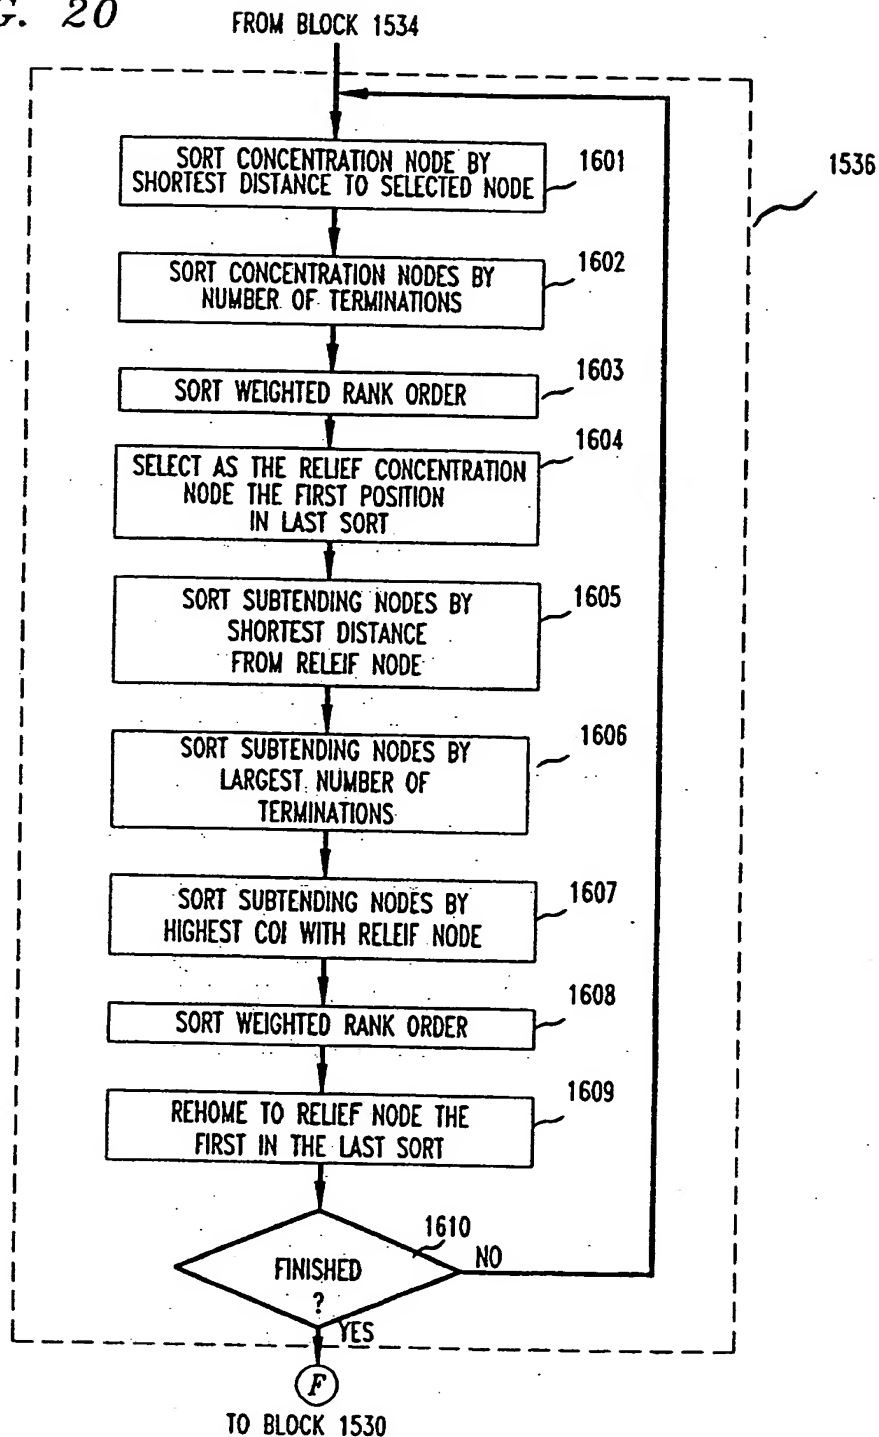 G. 20
FROM BLOCK 1534
SORT CONCENTRATION NODE BY
SHORTEST DISTANCE TO SELECTED NODE
1601
1536
SORT CONCENTRATION NODES BY
NUMBER OF TERMINATIONS
1602
SORT WEIGHTED RANK ORDER
1603
SELECT AS THE RELIEF CONCENTRATION
NODE THE FIRST POSITION
IN LAST SORT
1604
SORT SUBTENDING NODES BY
SHORTEST DISTANCE
FROM RELEIF NODE
1605
SORT SUBTENDING NODES BY
LARGEST NUMBER OF
TERMINATIONS
1606
SORT SUBTENDING NODES BY
HIGHEST COI WITH RELEIF NODE
1607
SORT WEIGHTED RANK ORDER
1608
REHOME TO RELIEF NODE THE
FIRST IN THE LAST SORT
1609
1610
FINISHED
?
NO
YES
F
TO BLOCK 1530